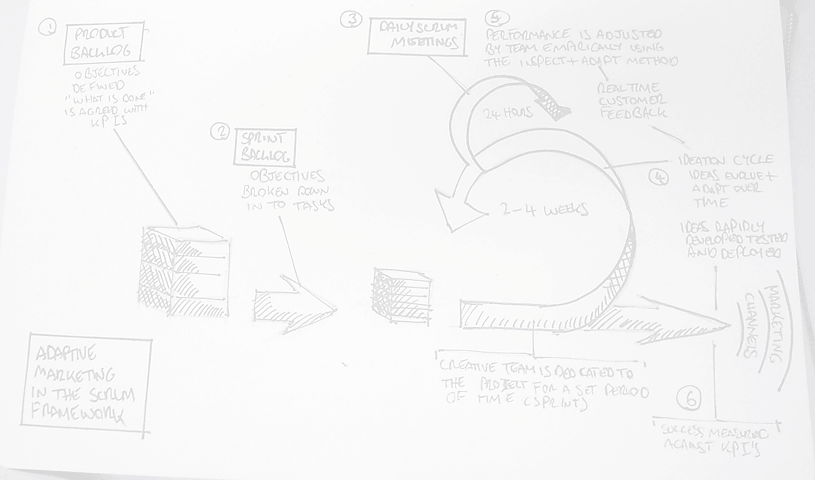 1
PRODUCT
BACKLOG
OBJECTIVES
DEFINED
"WHAT IS DONE"
IS AGREED WITH
KPIS
2
SPRINT
BACKLOG
OBJECTIVES
BROKEN DOWN
IN TO TASKS
3
DAILY SCRUM
MEETINGS
24 HOURS
2-4 WEEKS
5
PERFORMANCE IS ADJUSTED
BY TEAM EMPIRICALLY USING
THE INSPECT + ADAPT METHOD
REAL TIME
CUSTOMER
FEEDBACK
4
IDEATION CYCLE
IDEAS EVOLVE +
ADAPT OVER
TIME
IDEAS RAPIDLY
DEVELOPED TESTED
AND DEPLOYED
MARKETING
CHANNELS
CREATIVE TEAM IS DEDICATED TO
THE PROJECT FOR A SET PERIOD
OF TIME (SPRINT)
6
SUCCESS MEASURED
AGAINST KPI'S
ADAPTIVE
MARKETING
IN THE SCRUM
FRAMEWORK